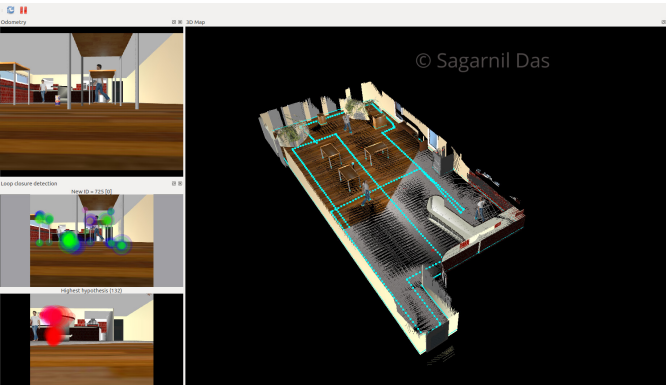 Odometry
3D Map
© Sagarnil Das
Loop closure detection
New ID = 725 [0]
Highest hypothesis (132)